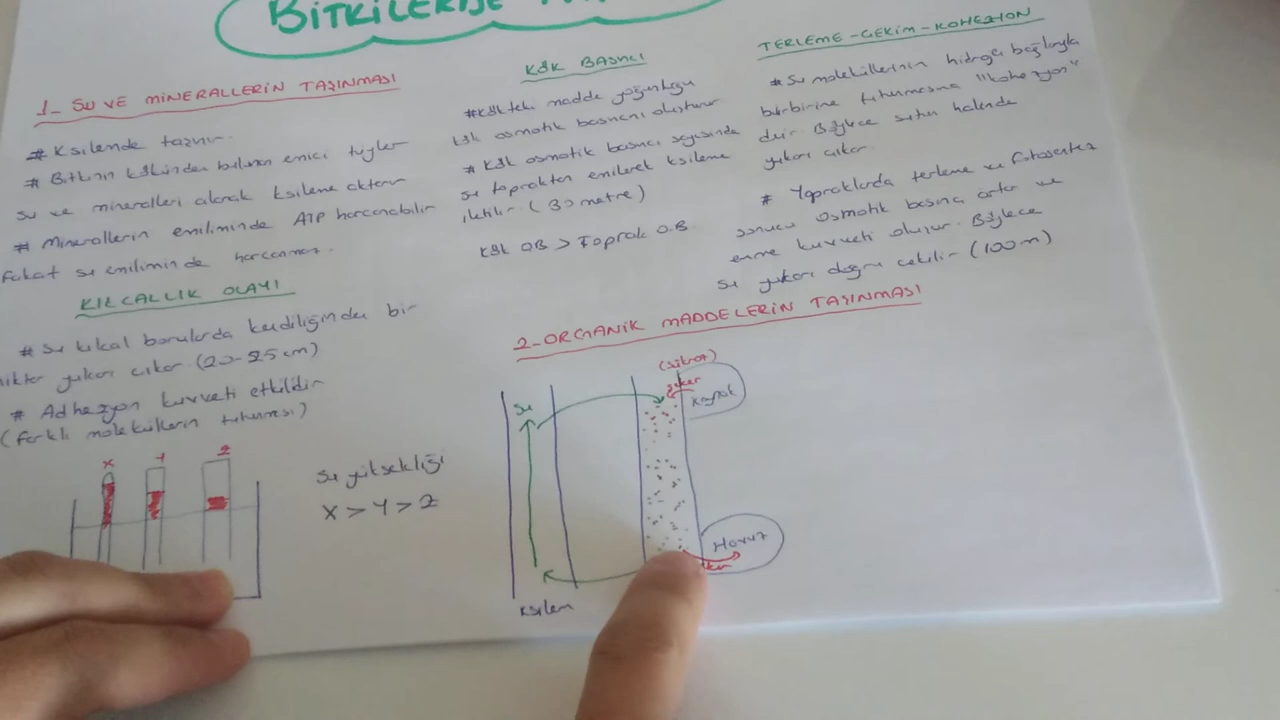 BİTKİLERDE
1- SU VE MİNERALLERİN TAŞINMASI
# Ksilemde taşınır.
# Bitkinin kökünden bulunan emici tüyler
su ve mineralleri alarak ksileme aktarır
# Minerallerin emiliminde ATP harcanabilir
fakat su emiliminde harcanmaz.
KILCALLIK OLAYI
# Su kılcal borularda kendiliğinden bir
miktar yukarı çıkar. (20-25cm)
# Adhezyon kuvveti etkilidir
(farklı moleküllerin tutunması)
X
Y
Z
Su yüksekliği
X > Y > Z
KÖK BASINCI
# Kökteki madde yoğunluğu
kök osmotik basıncını oluşturur
# Kök osmotik basıncı sayesinde
su topraktan emilerek ksileme
iletilir. (30 metre)
Kök OB > Toprak O.B.
TERLEME - ÇEKİM - KOHEZYON
# Su moleküllerinin hidrojen bağlarıyla
birbirine tutunmasına "kohezyon"
denir. Böylece sütun halinde
yukarı çıkar.
# Yapraklarda terleme ve fotosentez
sonucu osmotik basınç artar ve
emme kuvveti oluşur. Böylece
su yukarı doğru çekilir (100m)
2- ORGANİK MADDELERİN TAŞINMASI
(Sükroz)
şeker
Kaynak
Su
Havuz
Ksilem